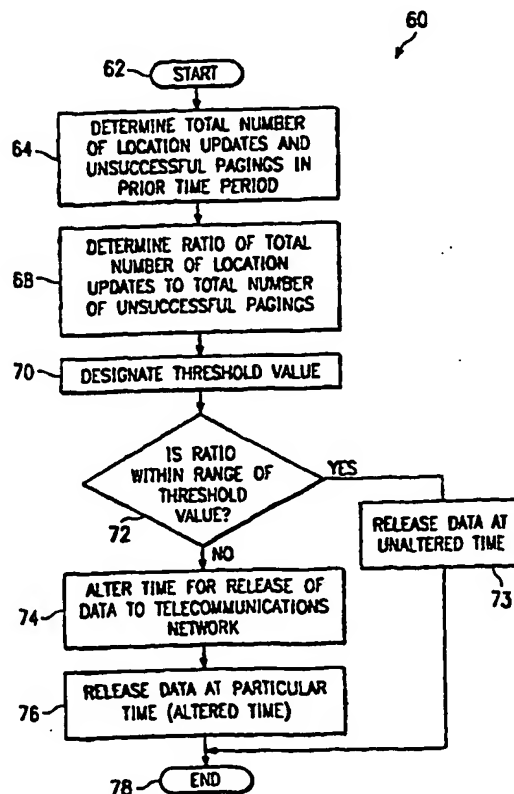 60
62
START
64
DETERMINE TOTAL NUMBER
OF LOCATION UPDATES AND
UNSUCCESSFUL PAGINGS IN
PRIOR TIME PERIOD
68
DETERMINE RATIO OF TOTAL
NUMBER OF LOCATION
UPDATES TO TOTAL NUMBER
OF UNSUCCESSFUL PAGINGS
70
DESIGNATE THRESHOLD VALUE
IS RATIO
WITHIN RANGE OF
THRESHOLD
VALUE?
72
YES
NO
RELEASE DATA AT
UNALTERED TIME
73
74
ALTER TIME FOR RELEASE OF
DATA TO TELECOMMUNICATIONS
NETWORK
76
RELEASE DATA AT PARTICULAR
TIME (ALTERED TIME)
78
END